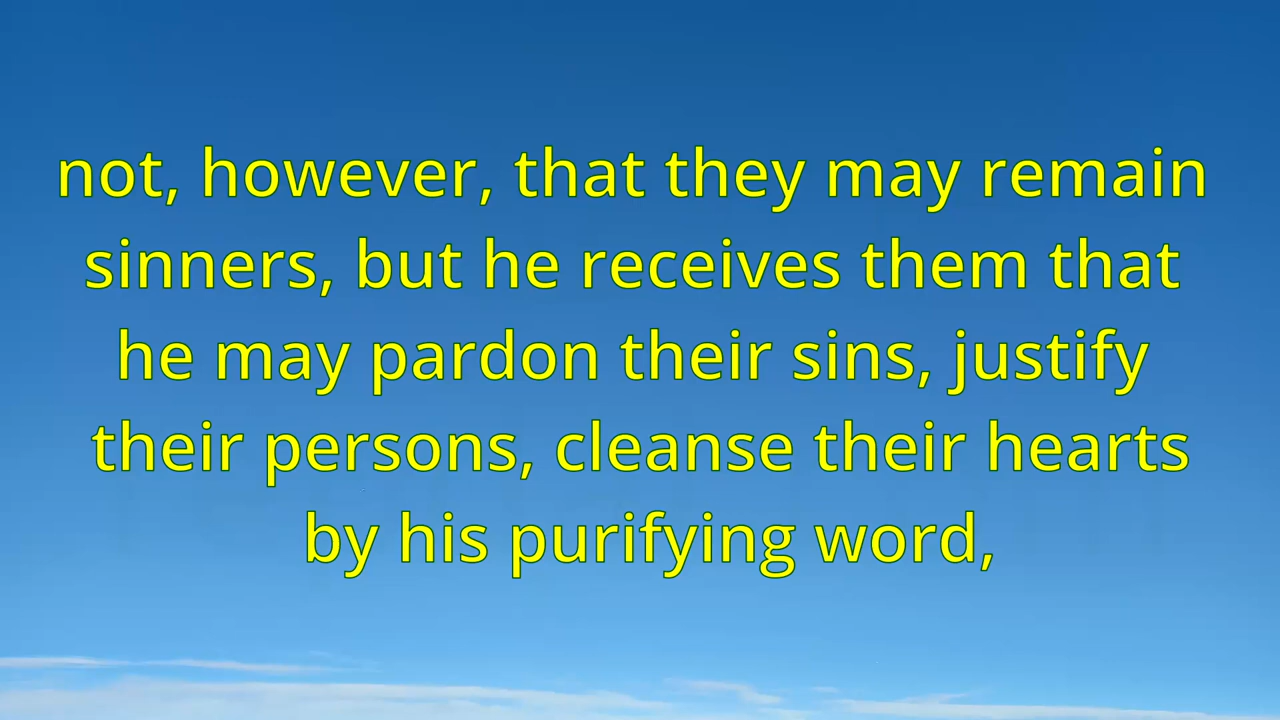 not, however, that they may remain
sinners, but he receives them that
he may pardon their sins, justify
their persons, cleanse their hearts
by his purifying word,